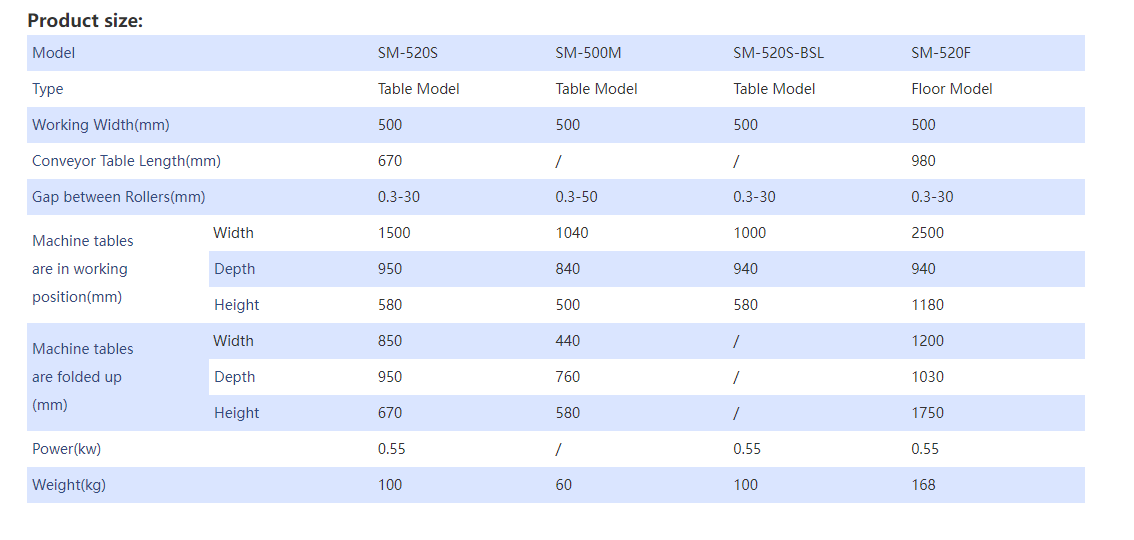 Product size:
Model SM-520S SM-500M SM-520S-BSL SM-520F
Type Table Model Table Model Table Model Floor Model
Working Width(mm) 500 500 500 500
Conveyor Table Length(mm) 670 / / 980
Gap between Rollers(mm) 0.3-30 0.3-50 0.3-30 0.3-30
Machine tables
are in working
position(mm)
Width 1500 1040 1000 2500
Depth 950 840 940 940
Height 580 500 580 1180
Machine tables
are folded up
(mm)
Width 850 440 / 1200
Depth 950 760 / 1030
Height 670 580 / 1750
Power(kw) 0.55 / 0.55 0.55
Weight(kg) 100 60 100 168